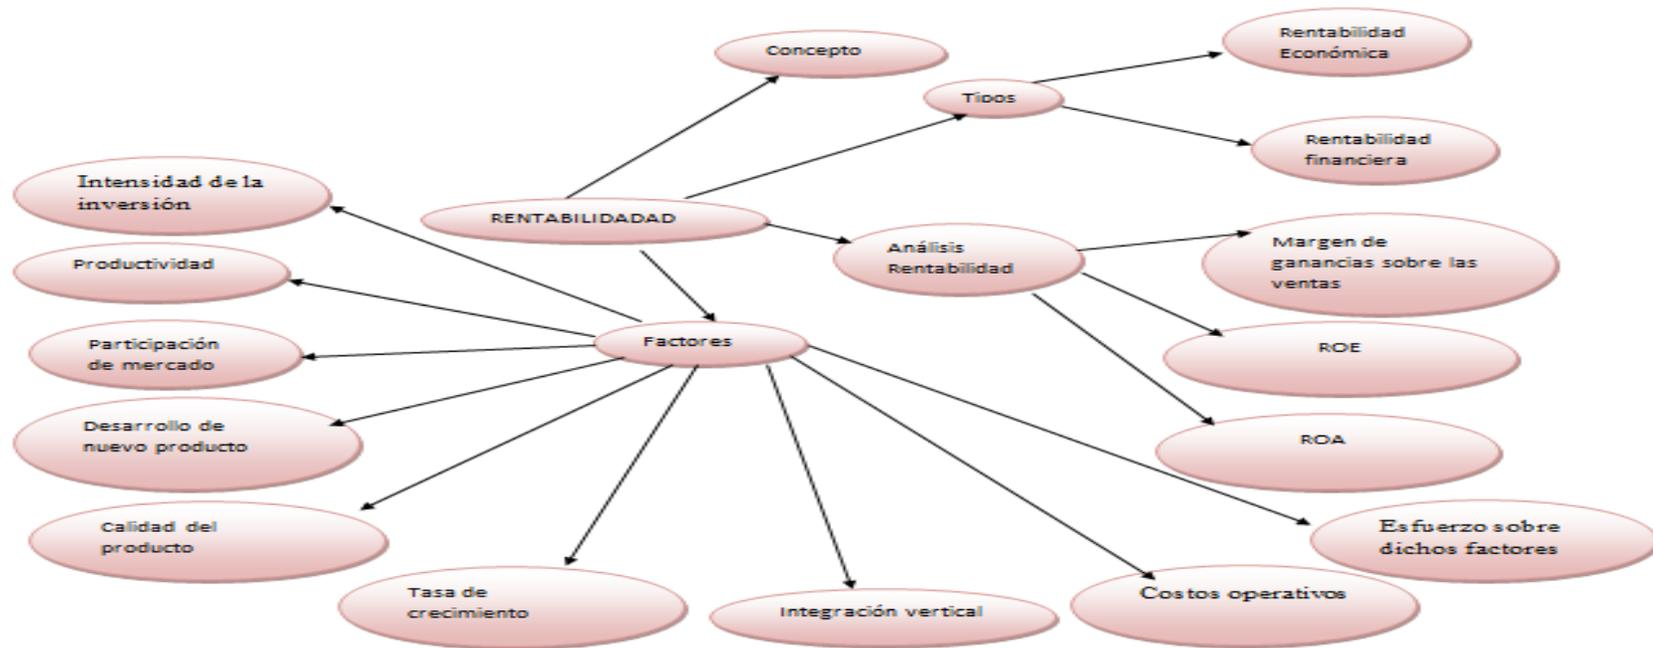 Concepto
Rentabilidad
Económica
Tipos
Rentabilidad
financiera
Intensidad de la
inversión
RENTABILIDADAD
Análisis
Rentabilidad
Margen de
ganancias sobre las
ventas
Productividad
Factores
Participación
de mercado
ROE
Desarrollo de
nuevo producto
ROA
Calidad del
producto
Esfuerzo sobre
dichos factores
Tasa de
crecimiento
Integración vertical
Costos operativos